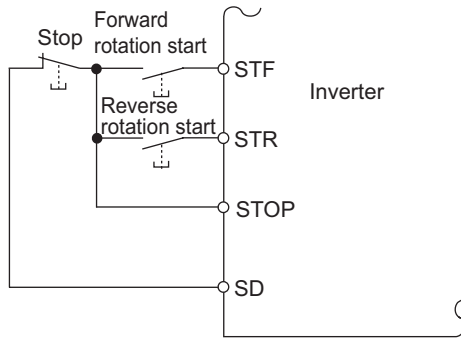 Forward
rotation start
Stop
STF
Inverter
Reverse
rotation start
STR
STOP
SD